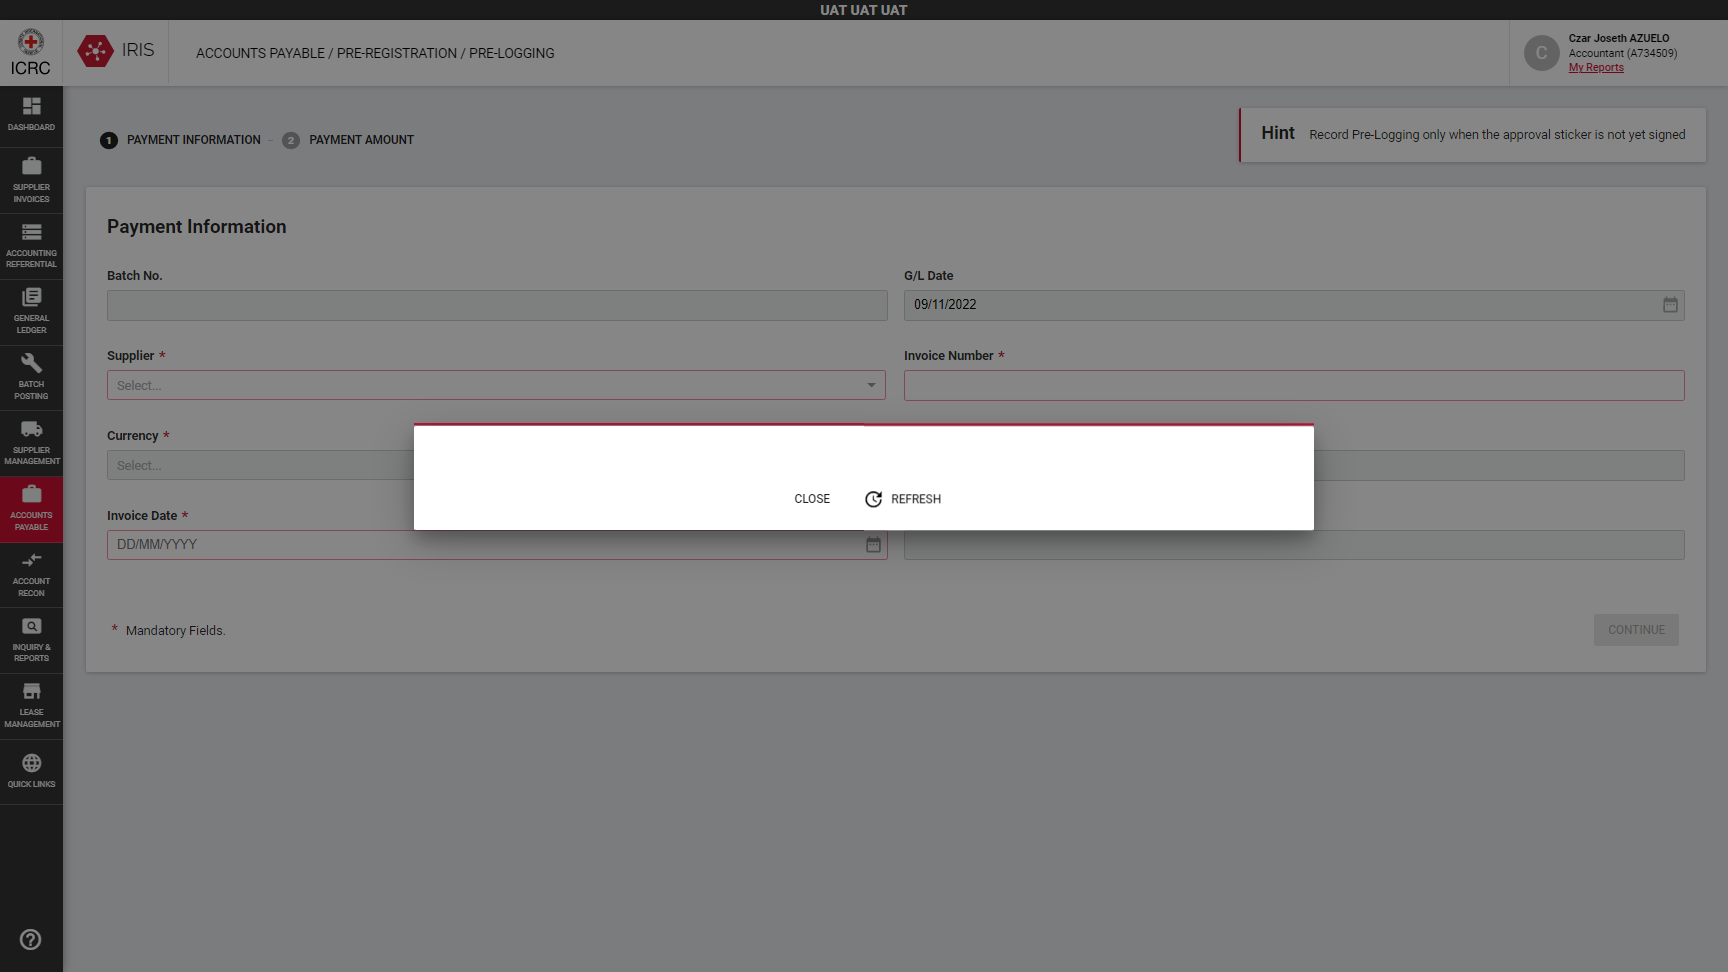 UAT UAT UAT
ICRC
IRIS
ACCOUNTS PAYABLE / PRE-REGISTRATION / PRE-LOGGING
C
Czar Joseth AZUELO
Accountant (A734509)
My Reports
DASHBOARD
SUPPLIER
INVOICES
ACCOUNTING
REFERENTIAL
GENERAL
LEDGER
BATCH
POSTING
SUPPLIER
MANAGEMENT
ACCOUNTS
PAYABLE
ACCOUNT
RECON
INQUIRY &
REPORTS
LEASE
MANAGEMENT
QUICK LINKS
1 PAYMENT INFORMATION - 2 PAYMENT AMOUNT
Hint Record Pre-Logging only when the approval sticker is not yet signed
Payment Information
Batch No.
G/L Date
09/11/2022
Supplier *
Select...
Invoice Number *
Currency *
Select...
CLOSE
REFRESH
Invoice Date *
DD/MM/YYYY
* Mandatory Fields.
CONTINUE